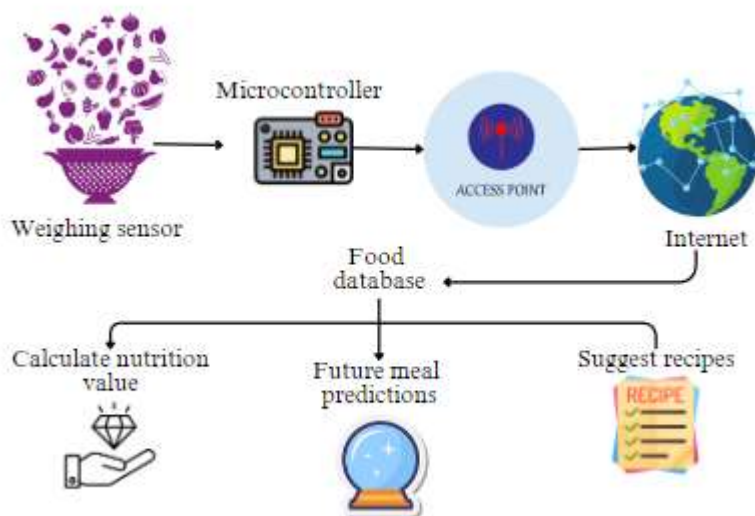 Microcontroller
ACCESS POINT
Weighing sensor
Internet
Food
database
Calculate nutrition
value
Future meal
predictions
Suggest recipes
RECIPE